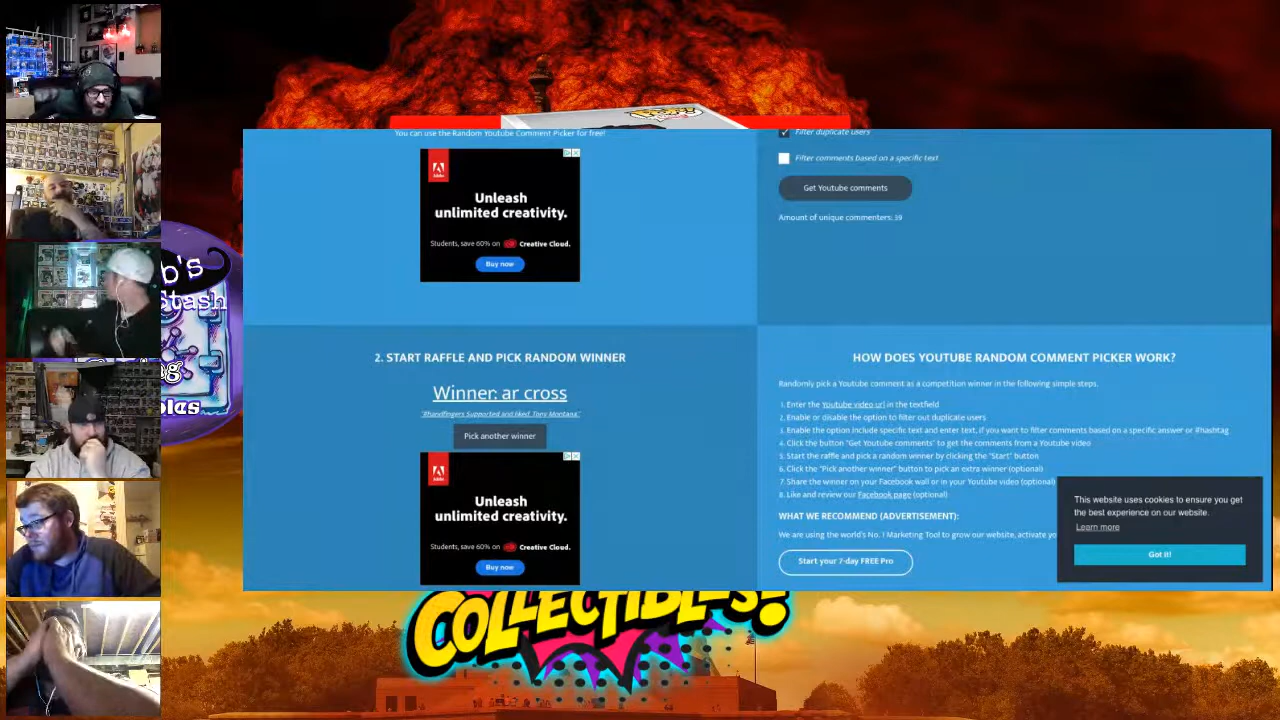 You can use the Random Youtube Comment Picker for free!
Unleash
unlimited creativity.
Students, save 60% on Creative Cloud.
Buy now
Filter duplicate users
Filter comments based on a specific text
Get Youtube comments
Amount of unique commenters: 39
2. START RAFFLE AND PICK RANDOM WINNER
Winner: ar cross
"#handfingers Supported and liked. Tony Montana."
Pick another winner
Unleash
unlimited creativity.
Students, save 60% on Creative Cloud.
Buy now
HOW DOES YOUTUBE RANDOM COMMENT PICKER WORK?
Randomly pick a Youtube comment as a competition winner in the following simple steps.
1. Enter the Youtube video url in the textfield
2. Enable or disable the option to filter out duplicate users
3. Enable the option include specific text and enter text, if you want to filter comments based on a specific answer or #hashtag
4. Click the button "Get Youtube comments" to get the comments from a Youtube video
5. Start the raffle and pick a random winner by clicking the "Start" button
6. Click the "Pick another winner" button to pick an extra winner (optional)
7. Share the winner on your Facebook wall or in your Youtube video (optional)
8. Like and review our Facebook page (optional)
WHAT WE RECOMMEND (ADVERTISEMENT):
We are using the world's No. 1 Marketing Tool to grow our website, activate yo
Start your 7-day FREE Pro
This website uses cookies to ensure you get
the best experience on our website.
Learn more
Got it!
b's
Stash
COLLECTIBLES!